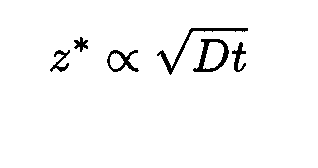 z* ∝ √Dt